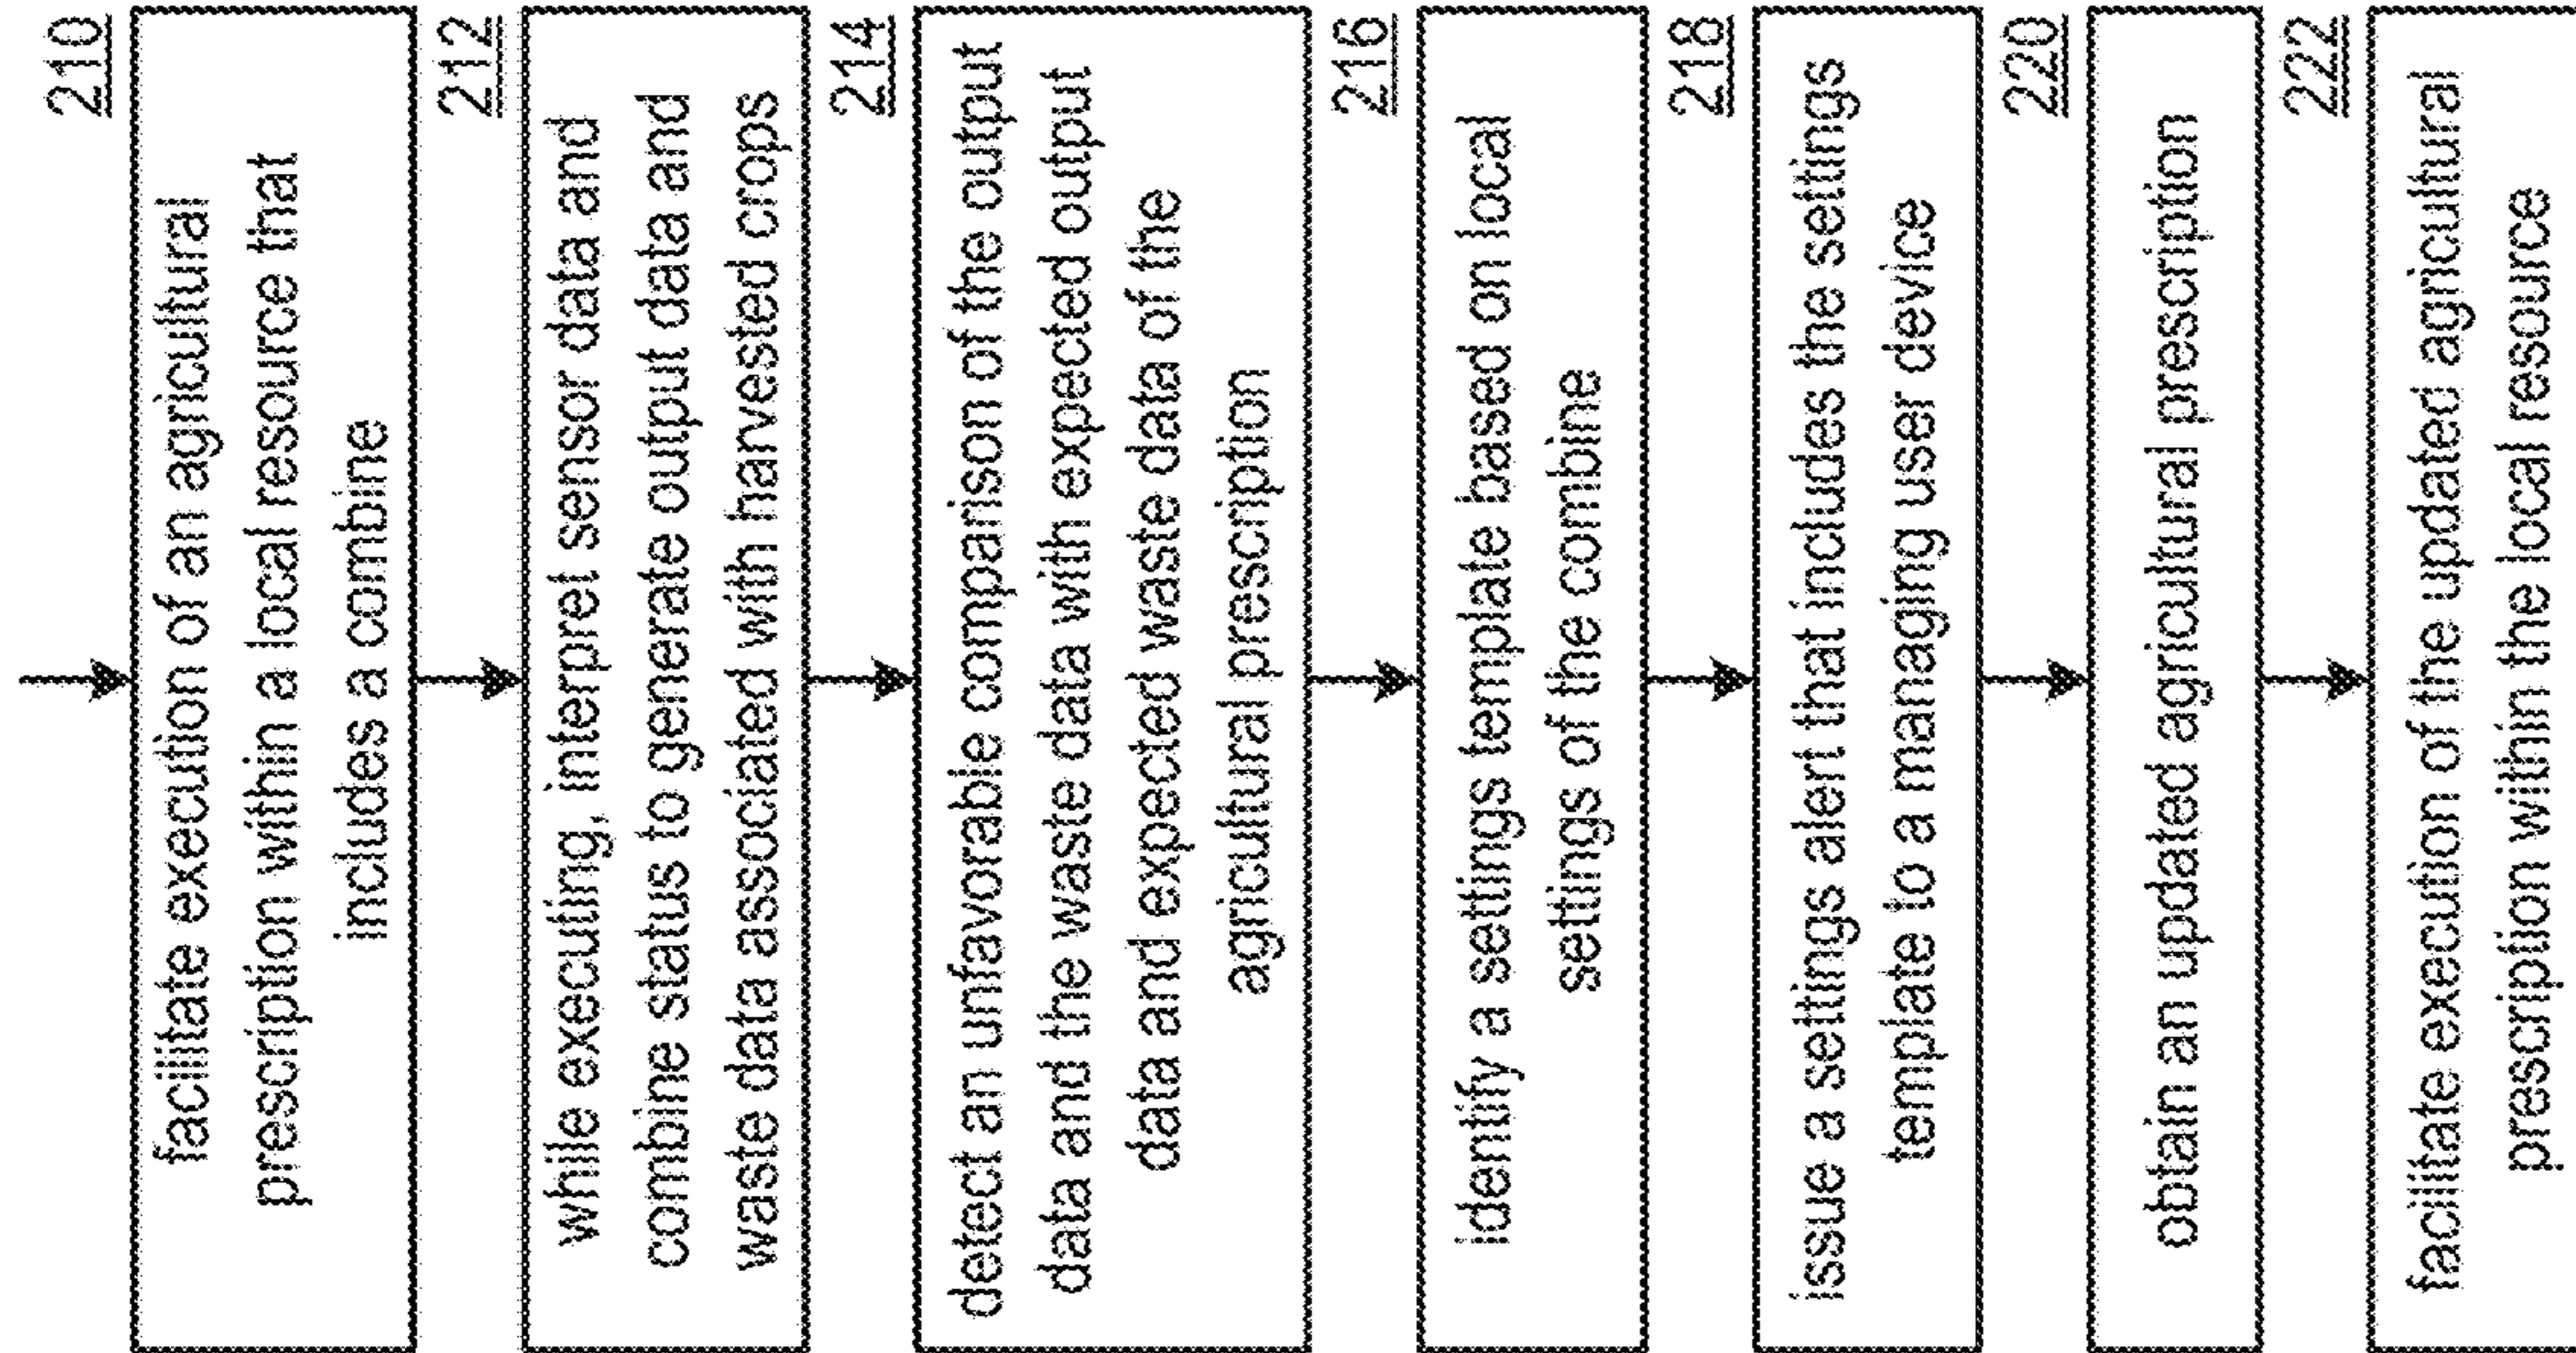 210
facilitate execution of an agricultural
prescription within a local resource that
includes a combine
212
while executing, interpret sensor data and
combine status to generate output data and
waste data associated with harvested crops
214
detect an unfavorable comparison of the output
data and the waste data with expected output
data and expected waste data of the
agricultural prescription
216
identify a settings template based on local
settings of the combine
218
issue a settings alert that includes the settings
template to a managing user device
220
obtain an updated agricultural prescription
222
facilitate execution of the updated agricultural
prescription within the local resource